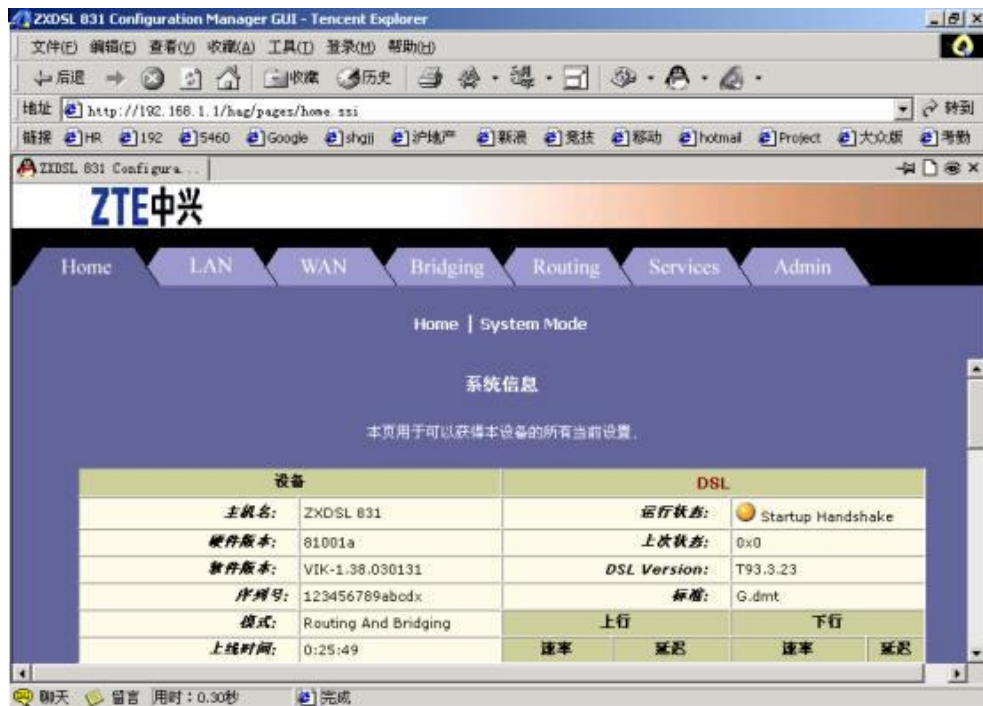 ZXDSL 831 Configuration Manager GUI - Tencent Explorer
文件(F) 编辑(E) 查看(V) 收藏(A) 工具(T) 登录(M) 帮助(H)
后退 收藏 历史
地址 http://192.168.1.1/hag/pages/home.ssi 转到
链接 HR 192 5460 Google shgjj 沪地产 新浪 竞技 移动 hotmail Project 大众版 考勤
ZXDSL 831 Configura...
ZTE中兴
Home LAN WAN Bridging Routing Services Admin
Home | System Mode
系统信息
本页用于可以获得本设备的所有当前设置.
设备 DSL
主机名: ZXDSL 831 运行状态: Startup Handshake
硬件版本: 81001a 上次状态: 0x0
软件版本: VIK-1.38.030131 DSL Version: T93.3.23
序列号: 123456789abcdx 标准: G.dmt
模式: Routing And Bridging 上行 下行
上线时间: 0:25:49 速率 延迟 速率 延迟
聊天 留言 用时：0.30秒 完成